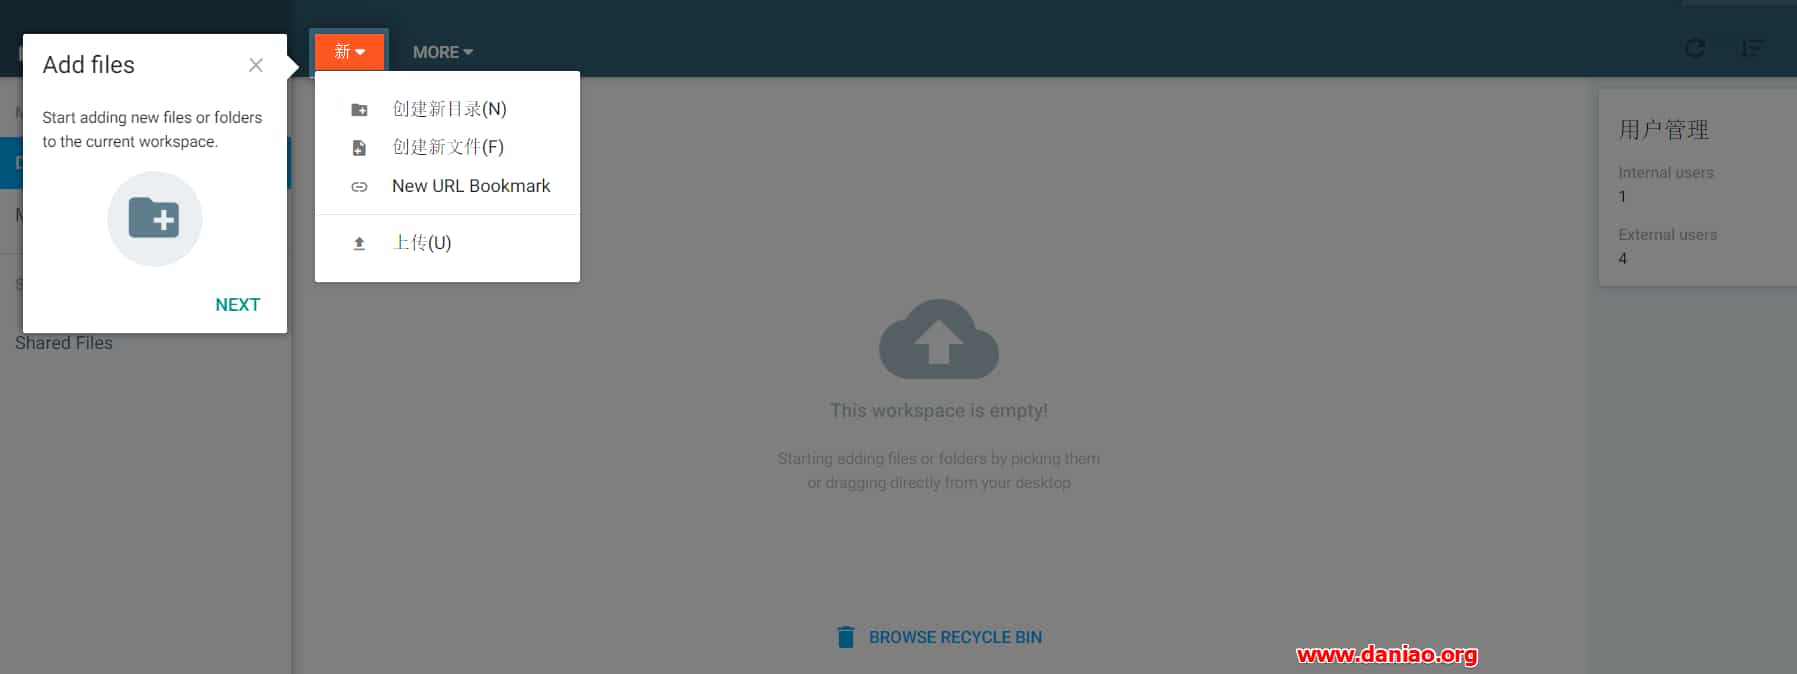 Add files
Start adding new files or folders
to the current workspace.
NEXT
Shared Files
新
MORE
创建新目录(N)
创建新文件(F)
New URL Bookmark
上传(U)
This workspace is empty!
Starting adding files or folders by picking them
or dragging directly from your desktop
BROWSE RECYCLE BIN
用户管理
Internal users
1
External users
4
www.daniao.org